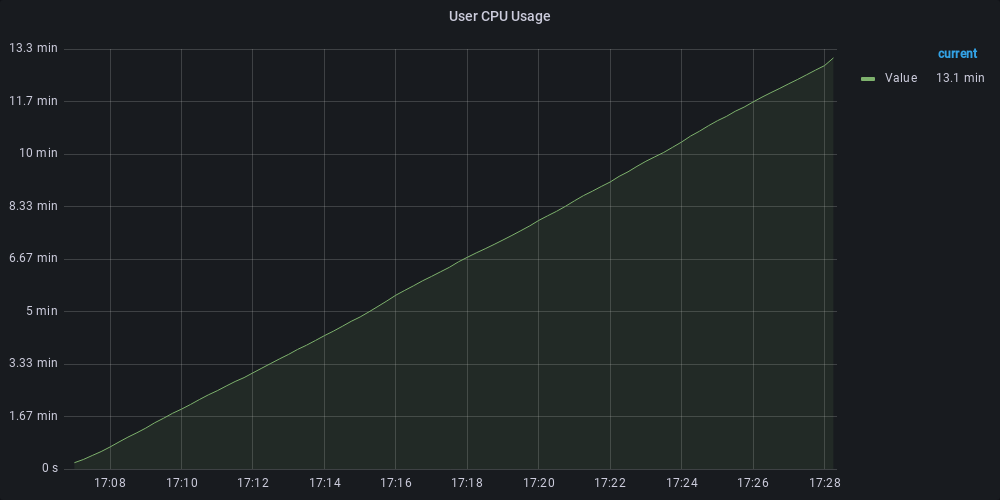 User CPU Usage
13.3 min
11.7 min
10 min
8.33 min
6.67 min
5 min
3.33 min
1.67 min
0 s
17:08 17:10 17:12 17:14 17:16 17:18 17:20 17:22 17:24 17:26 17:28
current
Value 13.1 min